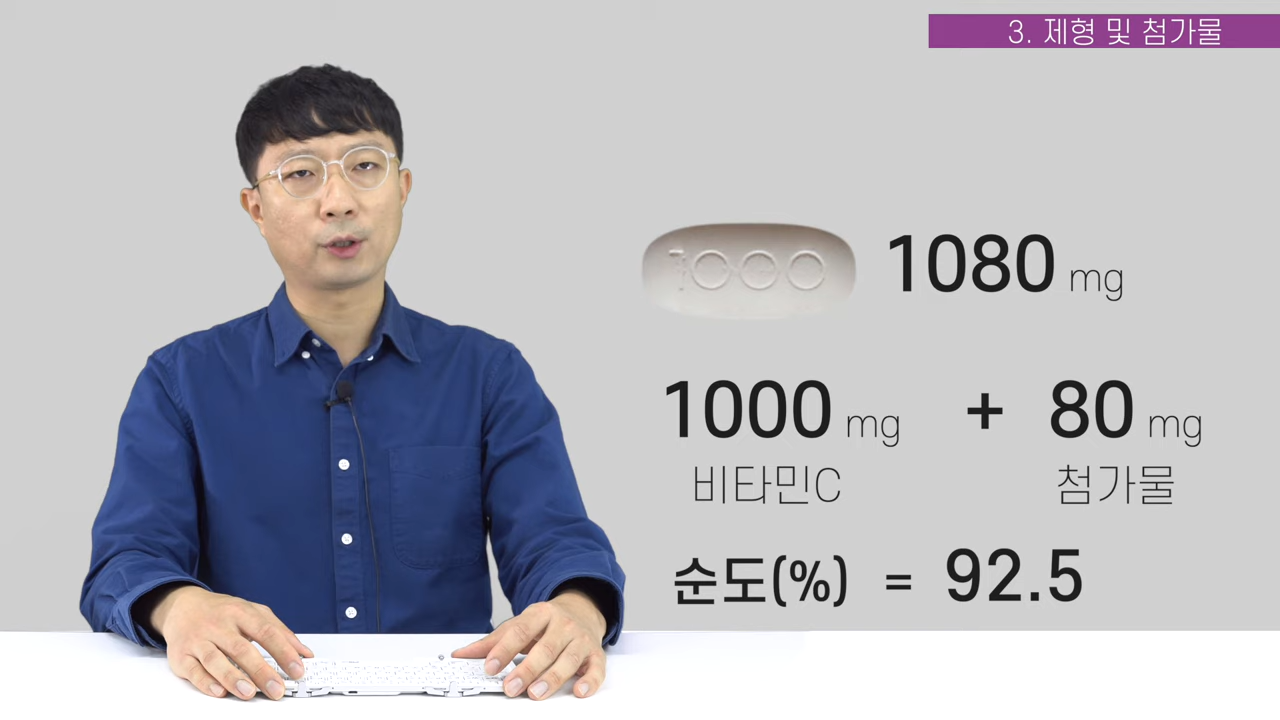 3. 제형 및 첨가물
1000
1080 mg
1000 mg + 80 mg
비타민C 첨가물
순도(%) = 92.5